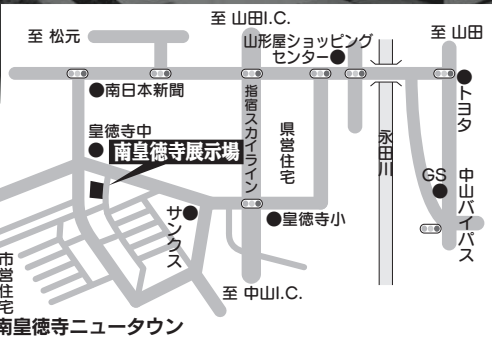 至 山田I.C.
至 松元
山形屋ショッピング
センター
至 山田
南日本新聞
指宿スカイライン
県営住宅
永田川
トヨタ
皇徳寺中
南皇徳寺展示場
GS
中山バイパス
サンクス
皇徳寺小
市営住宅
至 中山I.C.
南皇徳寺ニュータウン